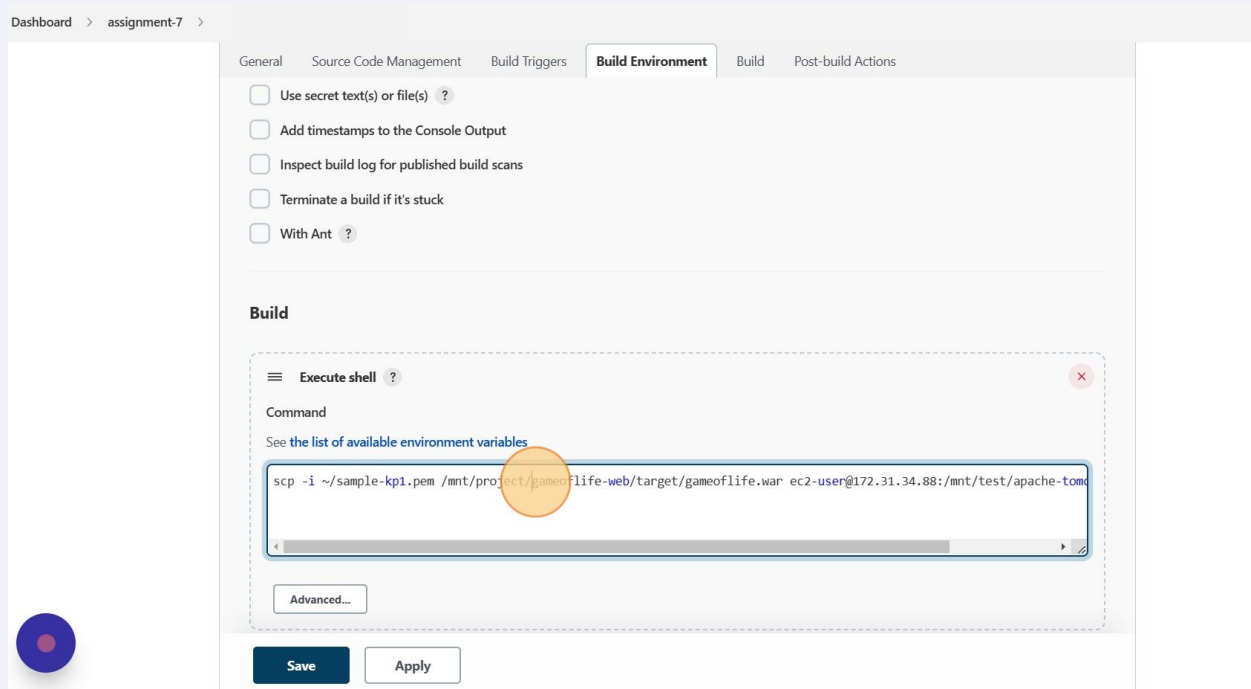 Dashboard > assignment-7 >
General Source Code Management Build Triggers Build Environment Build Post-build Actions
Use secret text(s) or file(s) ?
Add timestamps to the Console Output
Inspect build log for published build scans
Terminate a build if it's stuck
With Ant ?
Build
Execute shell ?
Command
See the list of available environment variables
scp -i ~/sample-kp1.pem /mnt/project/gameoflife-web/target/gameoflife.war ec2-user@172.31.34.88:/mnt/test/apache-tomc
Advanced...
Save Apply